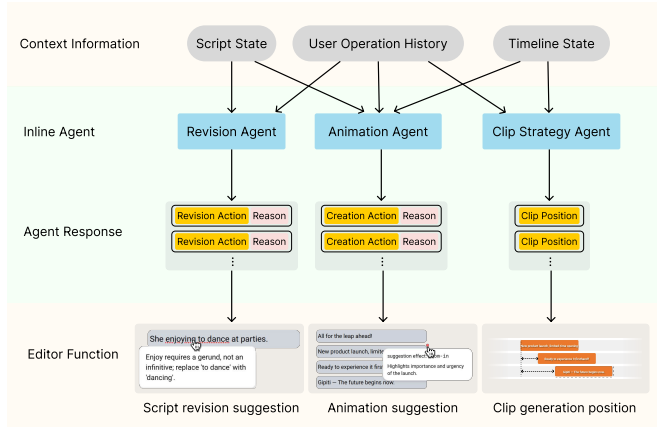 Context Information
Script State
User Operation History
Timeline State
Inline Agent
Revision Agent
Animation Agent
Clip Strategy Agent
Agent Response
Revision Action Reason
Revision Action Reason
Creation Action Reason
Creation Action Reason
Clip Position
Clip Position
Editor Function
She enjoying to dance at parties.
Enjoy requires a gerund, not an
infinitive; replace 'to dance' with
'dancing'.
All for the leap ahead!
New product launch, limite
Ready to experience it firs
Gipiti — The future begins now.
suggestion effect
Highlights importance and urgency
of the launch.
Script revision suggestion
Animation suggestion
Clip generation position